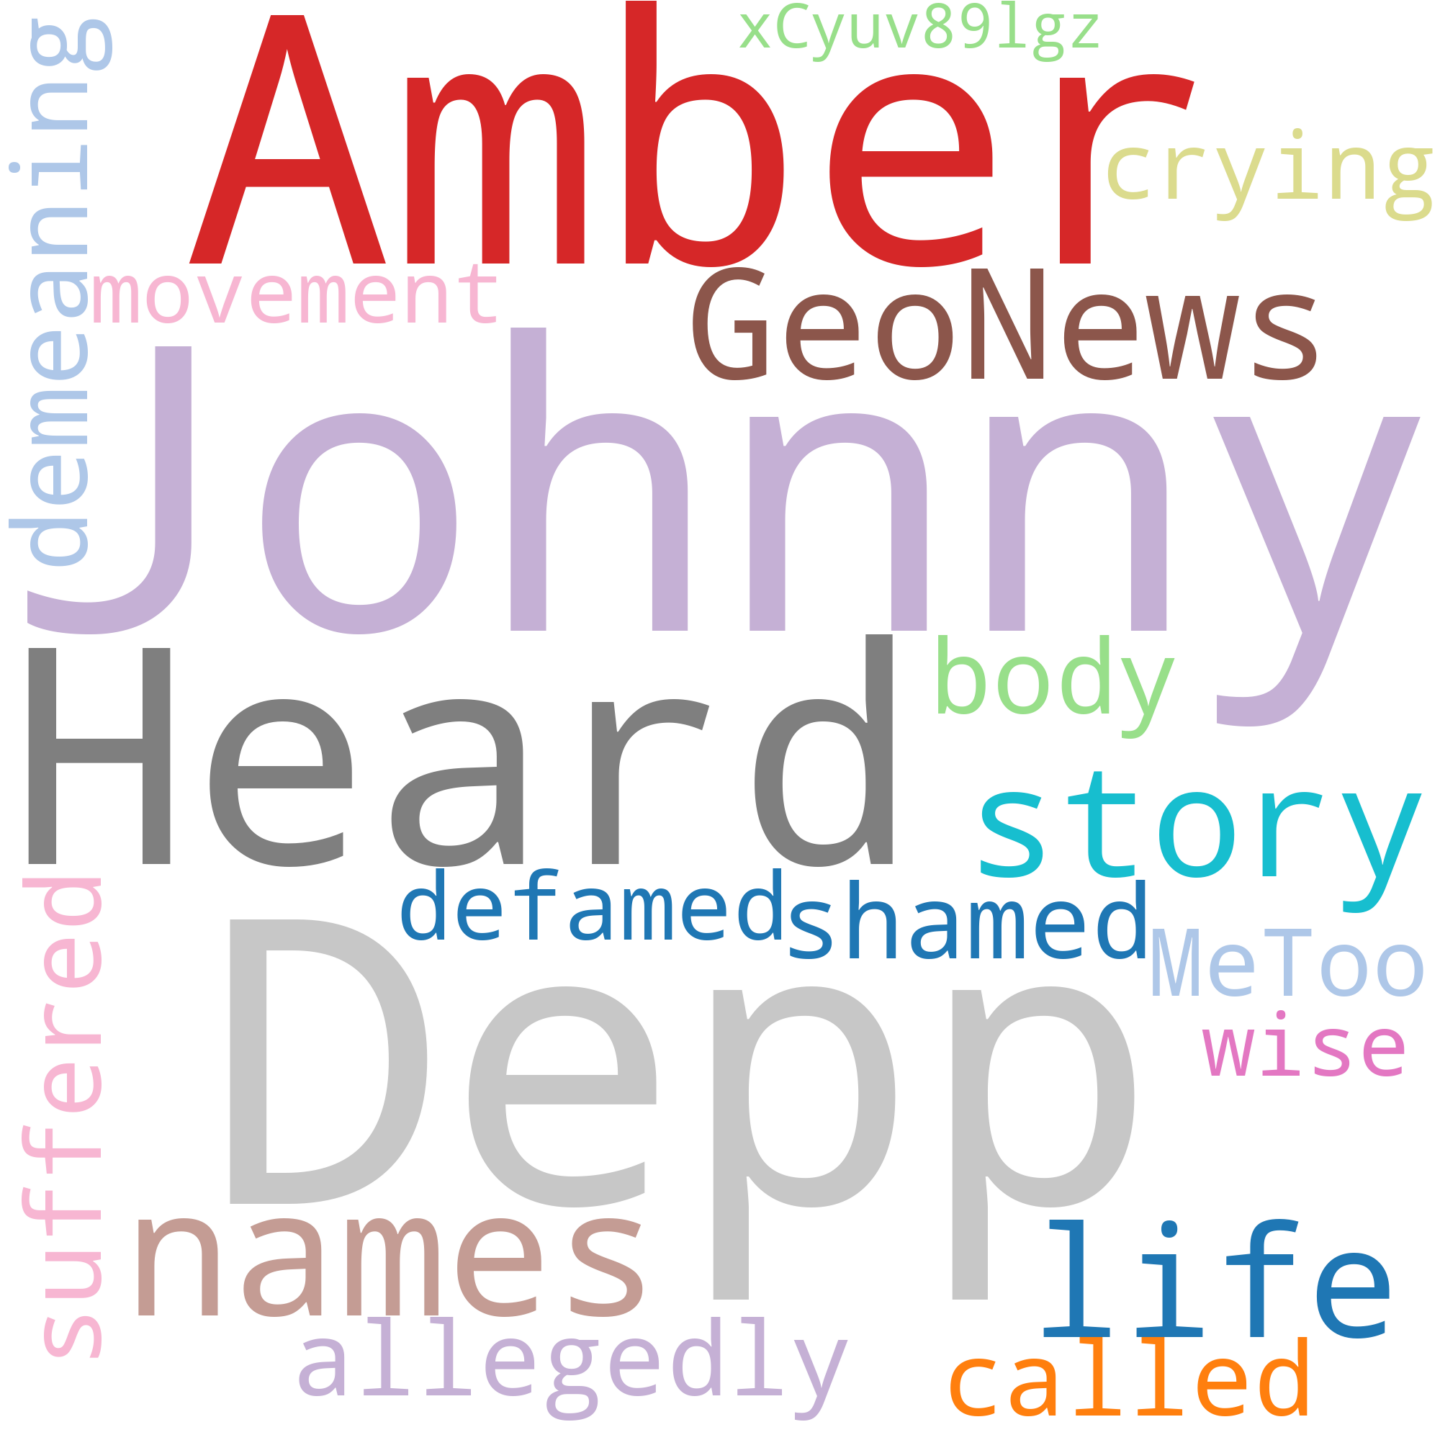 xCyuv89lgz
Amber
demeaning
crying
movement
GeoNews
Johnny
Heard
body
story
defamed
shamed
suffered
MeToo
Depp
wise
names
life
allegedly
called